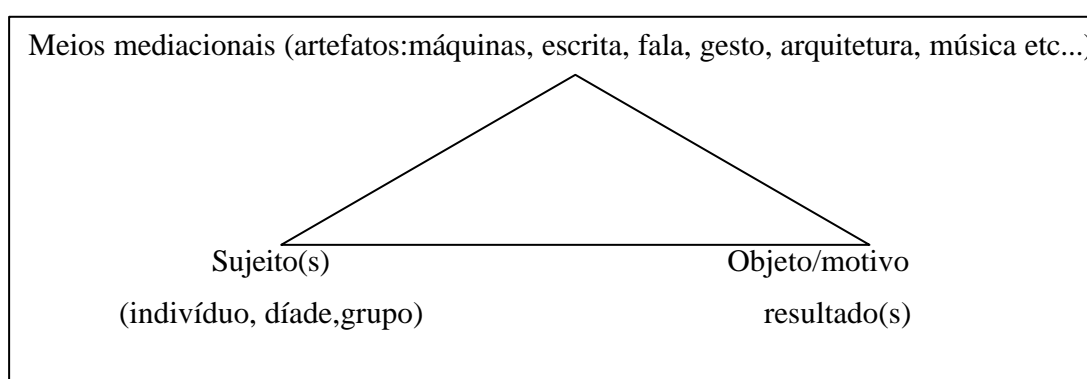 Meios mediacionais (artefatos:máquinas, escrita, fala, gesto, arquitetura, música etc...)
Sujeito(s) Objeto/motivo
(indivíduo, díade,grupo) resultado(s)